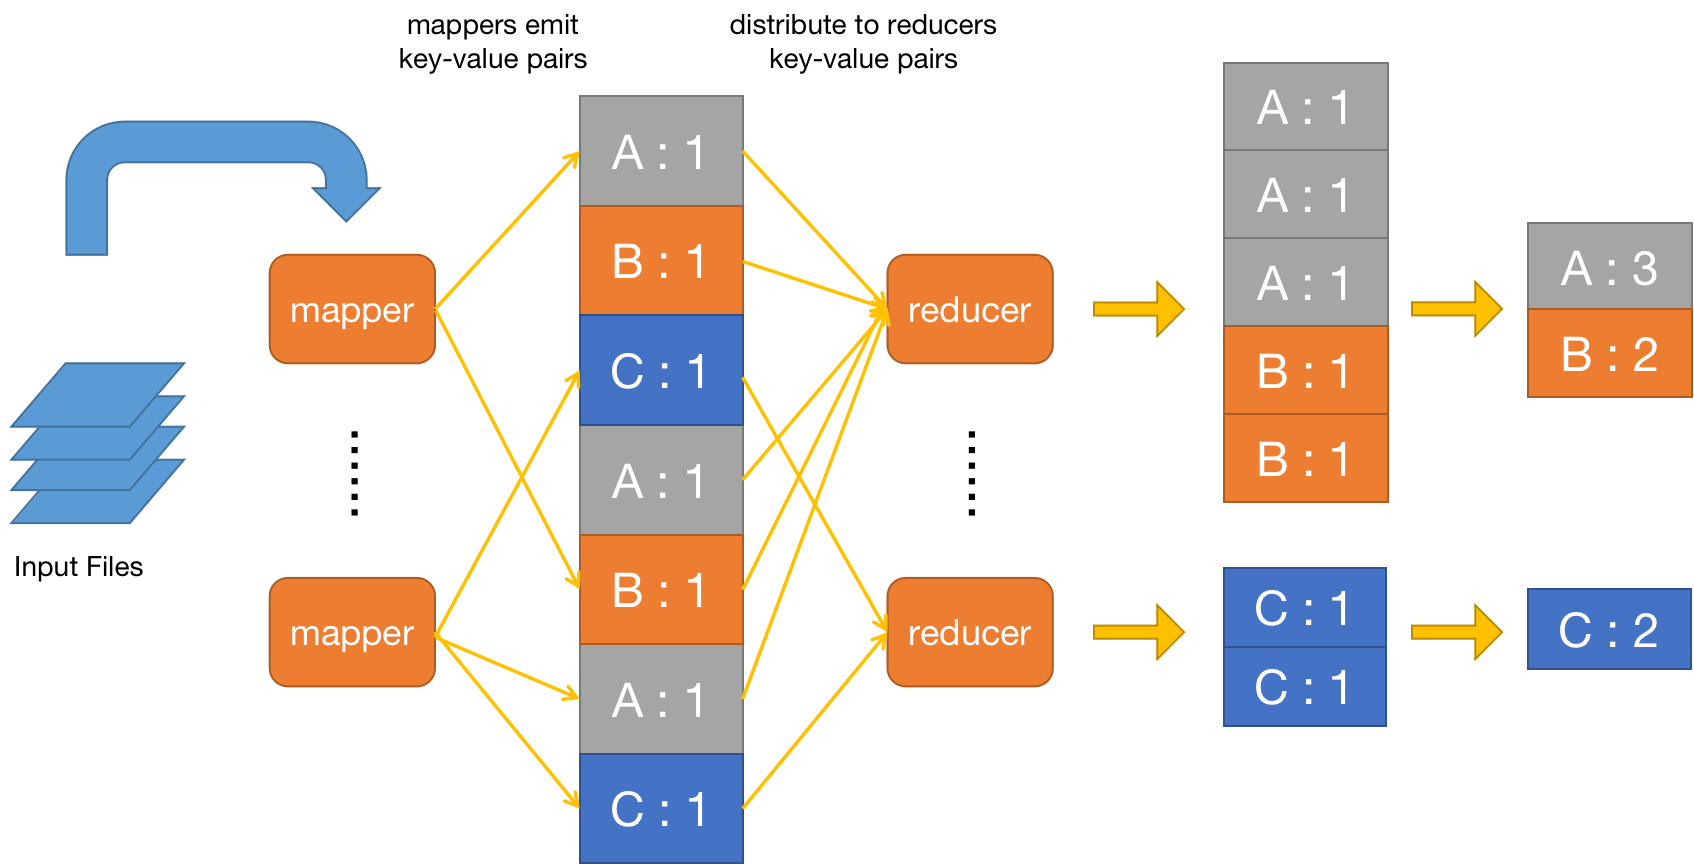 mappers emit
key-value pairs
distribute to reducers
key-value pairs
Input Files
mapper
mapper
A : 1
B : 1
C : 1
A : 1
B : 1
A : 1
C : 1
reducer
reducer
A : 1
A : 1
A : 1
B : 1
B : 1
C : 1
C : 1
A : 3
B : 2
C : 2